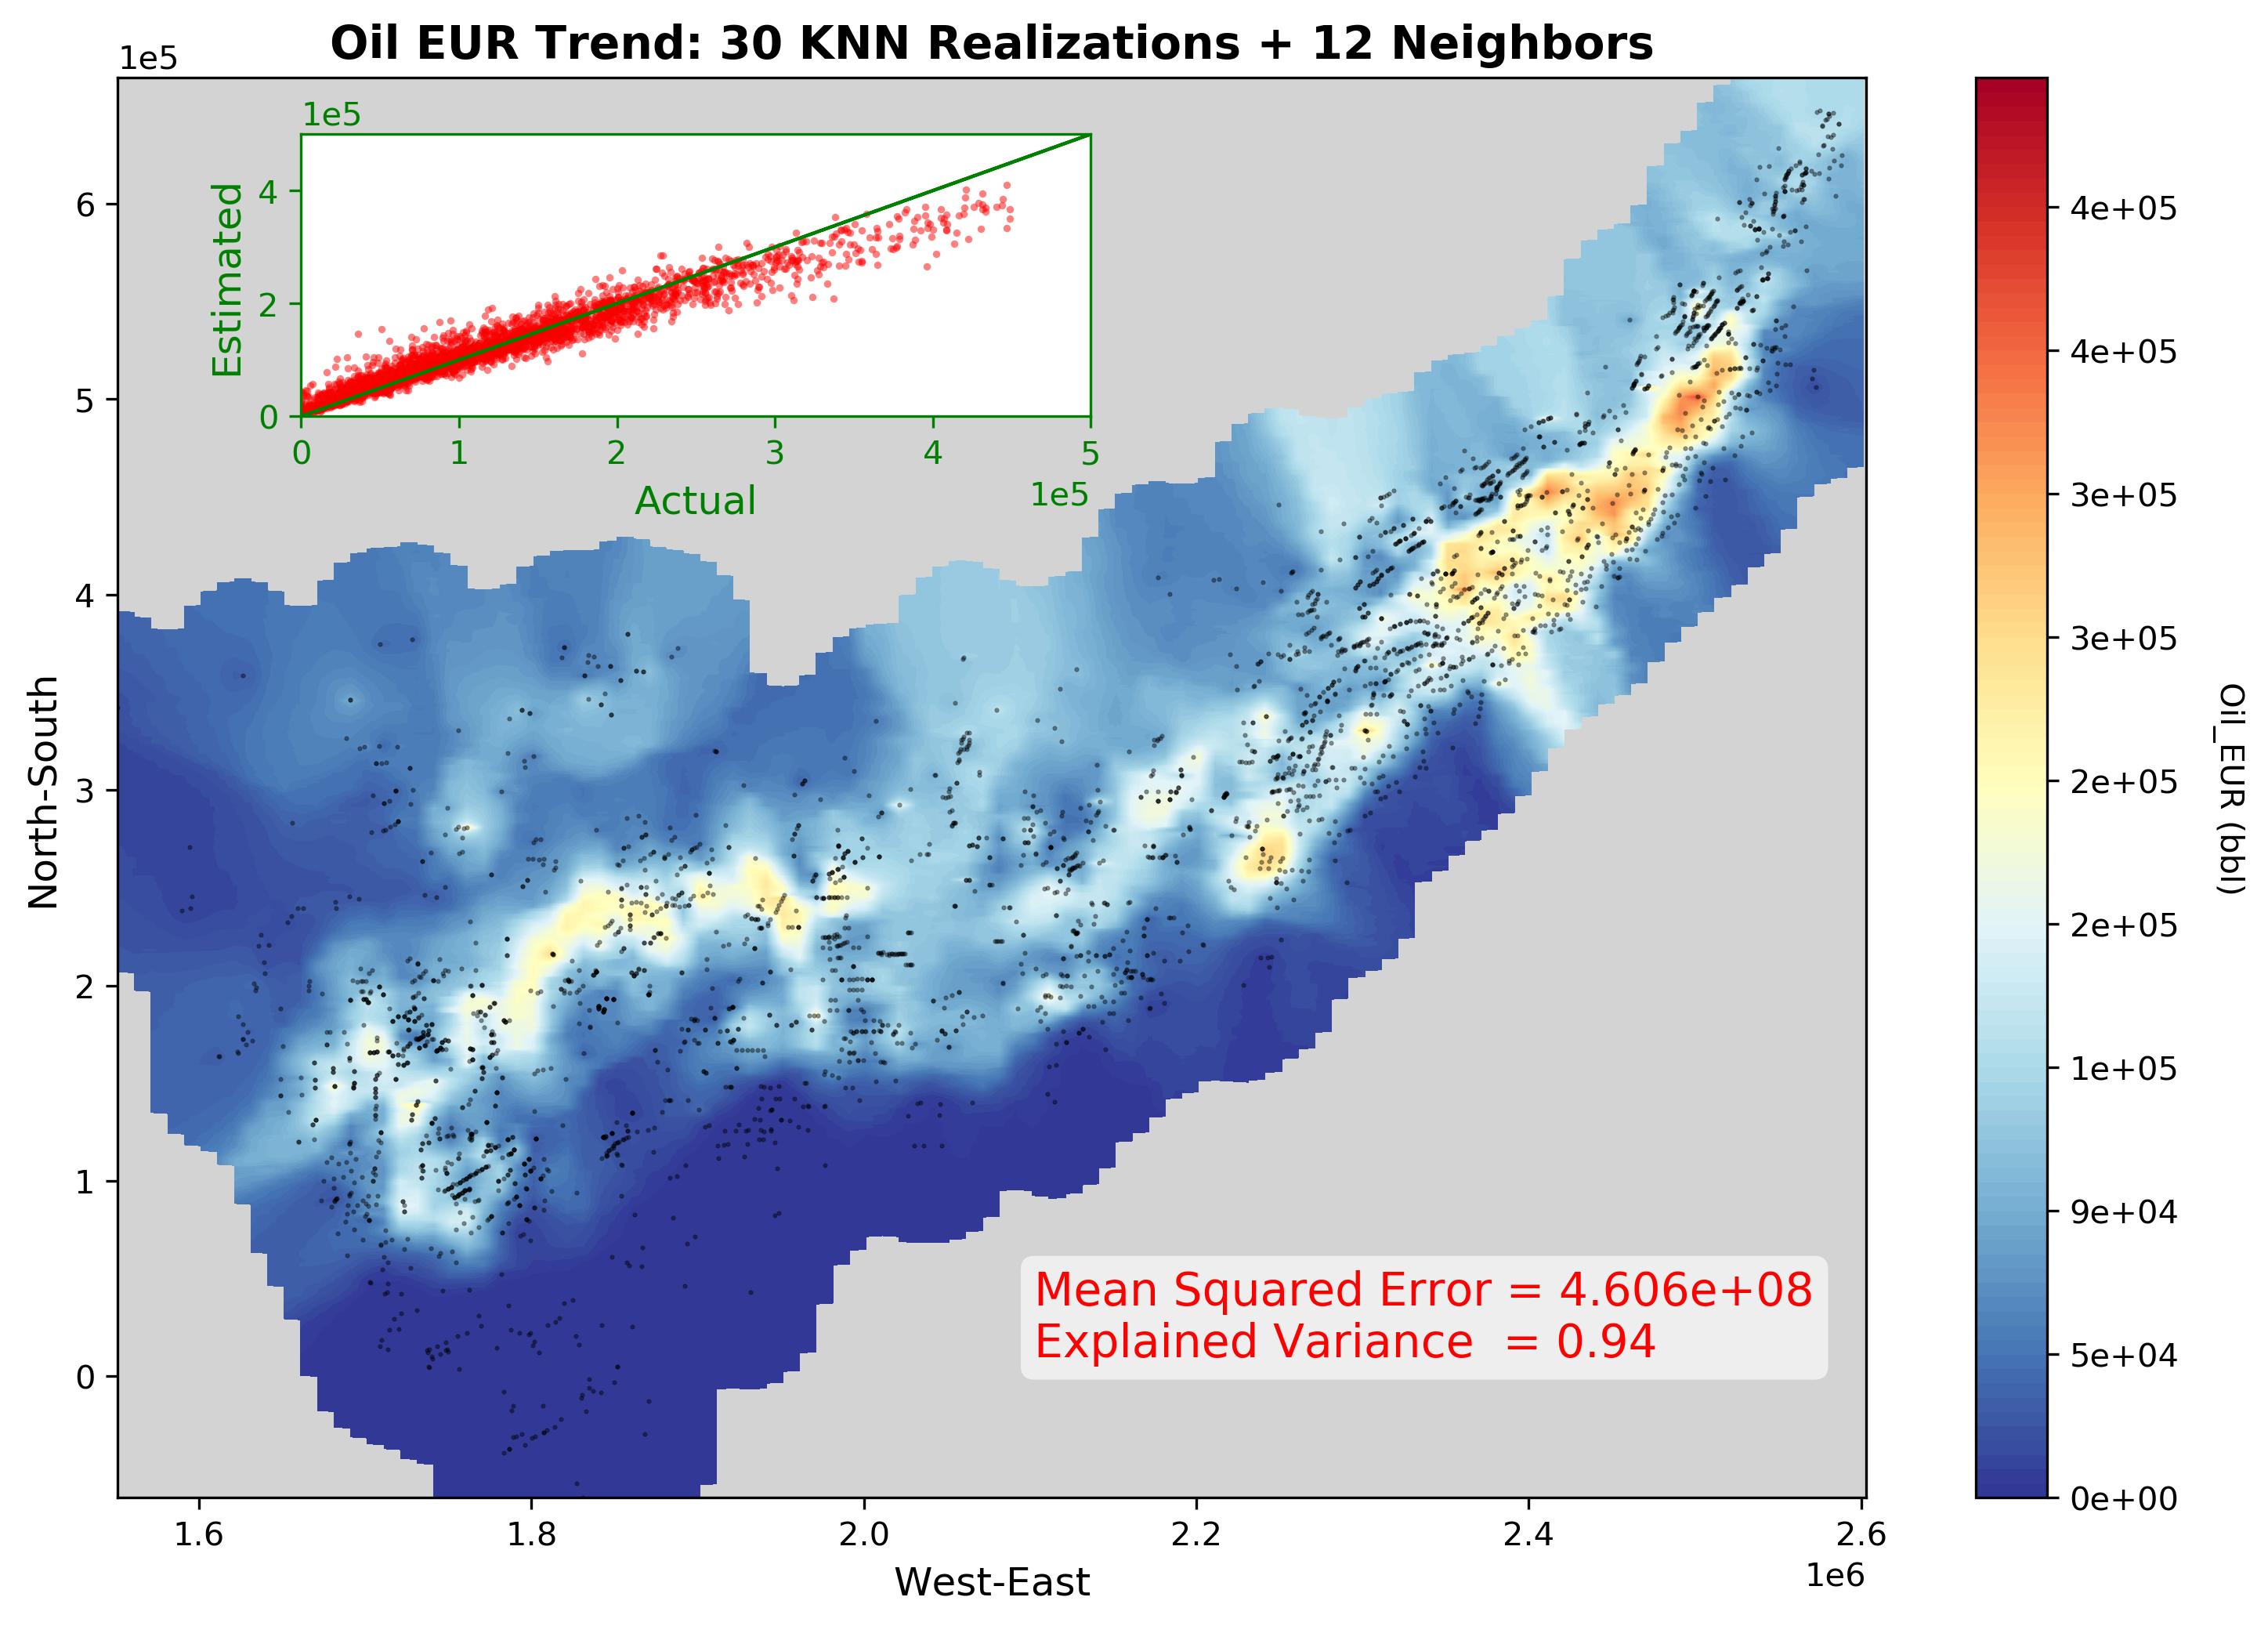 Oil EUR Trend: 30 KNN Realizations + 12 Neighbors
1e5
6
5
4
3
2
1
0
North-South
1e5
4
2
0
Estimated
0 1 2 3 4 5
1e5
Actual
Mean Squared Error = 4.606e+08
Explained Variance = 0.94
1.6 1.8 2.0 2.2 2.4 2.6
1e6
West-East
4e+05
4e+05
3e+05
3e+05
2e+05
2e+05
1e+05
9e+04
5e+04
0e+00
Oil_EUR (bbl)